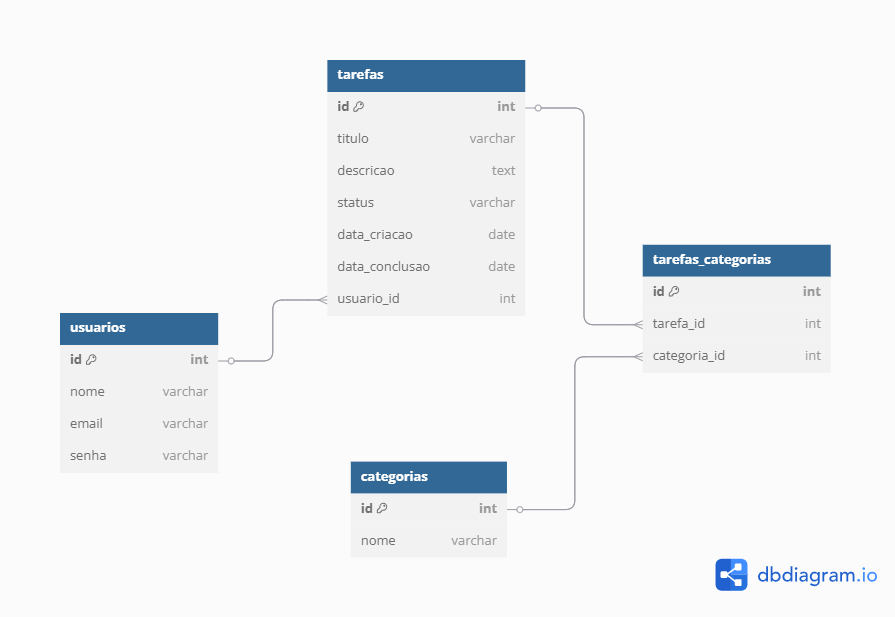 tarefas
id int
titulo varchar
descricao text
status varchar
data_criacao date
data_conclusao date
usuario_id int
tarefas_categorias
id int
tarefa_id int
categoria_id int
usuarios
id int
nome varchar
email varchar
senha varchar
categorias
id int
nome varchar
dbdiagram.io